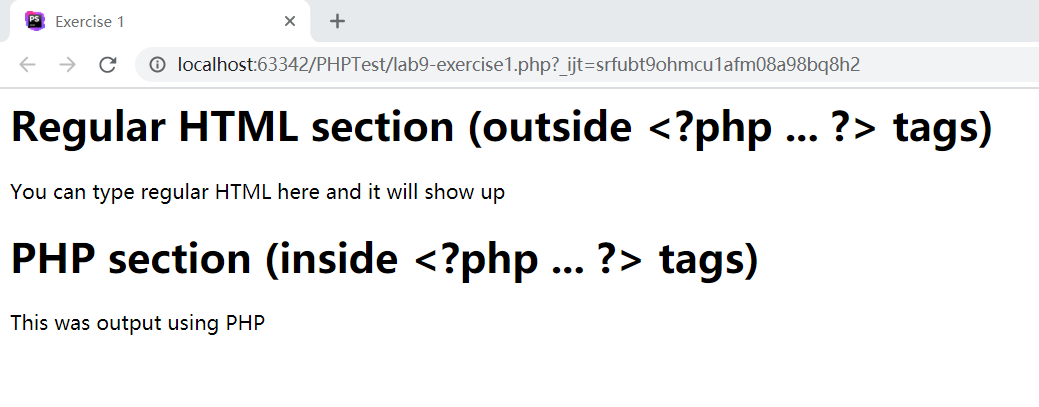 PS
Exercise 1
localhost:63342/PHPTest/lab9-exercise1.php?_ijt=srfubt9ohmcu1afm08a98bq8h2
Regular HTML section (outside <?php ... ?> tags)
You can type regular HTML here and it will show up
PHP section (inside <?php ... ?> tags)
This was output using PHP